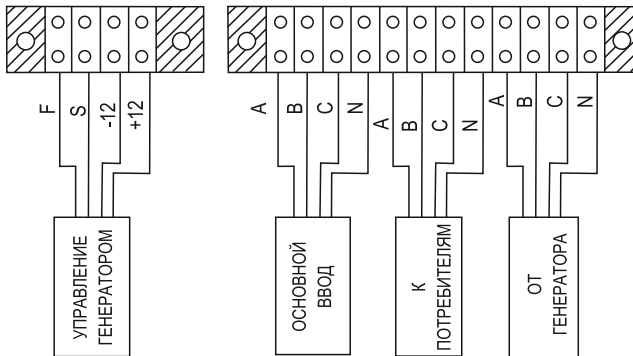 F
S
-12
+12
A
B
C
N
A
B
C
N
A
B
C
N
УПРАВЛЕНИЕ
ГЕНЕРАТОРОМ
ОСНОВНОЙ
ВВОД
К
ПОТРЕБИТЕЛЯМ
ОТ
ГЕНЕРАТОРА